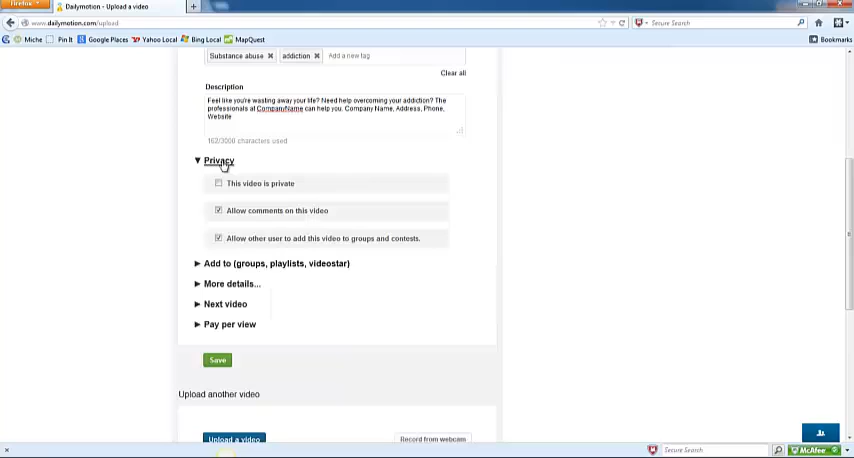 Firefox
Dailymotion - Upload a video
www.dailymotion.com/upload
Secure Search
Miche Pin It Google Places Yahoo Local Bing Local MapQuest Bookmarks
Substance abuse addiction Add a new tag
Clear all
Description
Feel like you're wasting away your life? Need help overcoming your addiction? The
professionals at CompanyName can help you. Company Name, Address, Phone,
Website
162/3000 characters used
Privacy
This video is private
Allow comments on this video
Allow other user to add this video to groups and contests.
Add to (groups, playlists, videostar)
More details...
Next video
Pay per view
Save
Upload another video
Upload a video Record from webcam
Secure Search McAfee